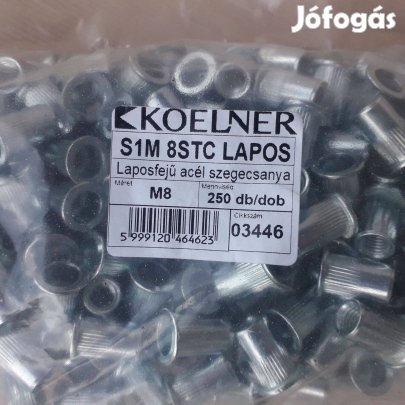 Jófogás
KOELNER
S1M 8STC LAPOS
Laposfejű acél szegecsanya
Méret Mennyiség
M8 250 db/dob
Cikkszám
03446
5 999120 464623